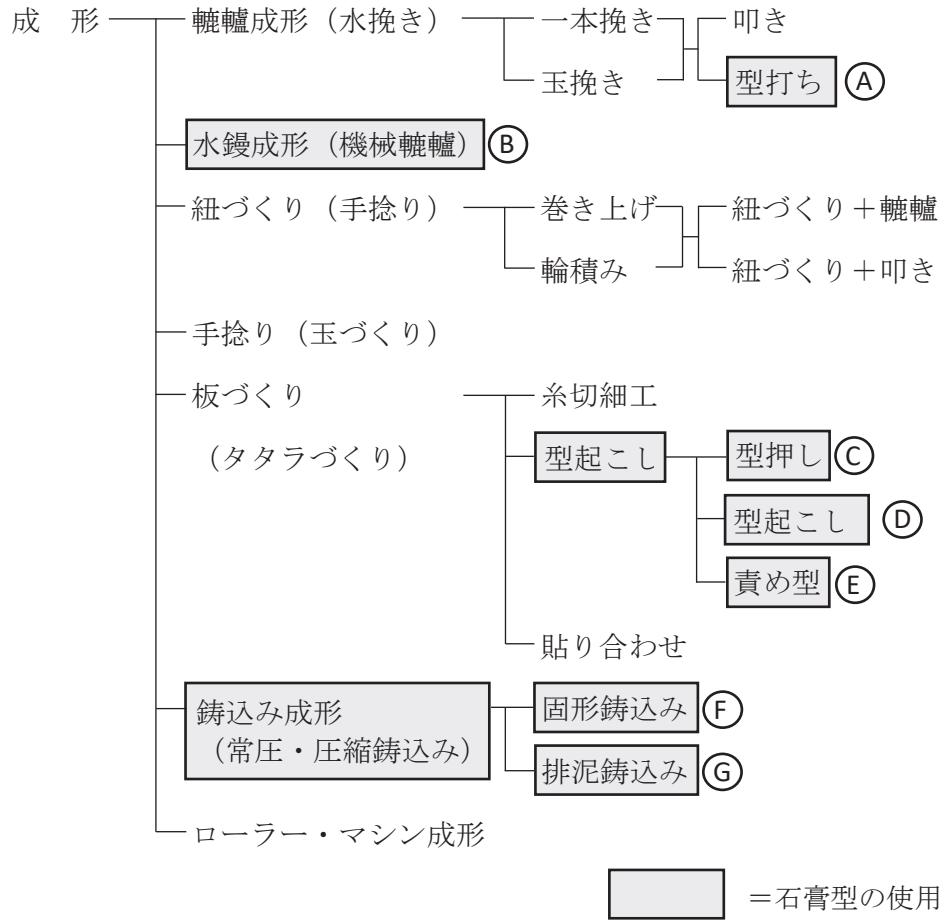 成　形
轆轤成形（水挽き）
一本挽き
叩き
玉挽き
型打ち Ⓐ
水鏝成形（機械轆轤）Ⓑ
紐づくり（手捻り）
巻き上げ
紐づくり＋轆轤
輪積み
紐づくり＋叩き
手捻り（玉づくり）
板づくり
（タタラづくり）
糸切細工
型起こし
型押し Ⓒ
型起こし Ⓓ
責め型 Ⓔ
貼り合わせ
鋳込み成形
（常圧・圧縮鋳込み）
固形鋳込み Ⓕ
排泥鋳込み Ⓖ
ローラー・マシン成形
＝石膏型の使用